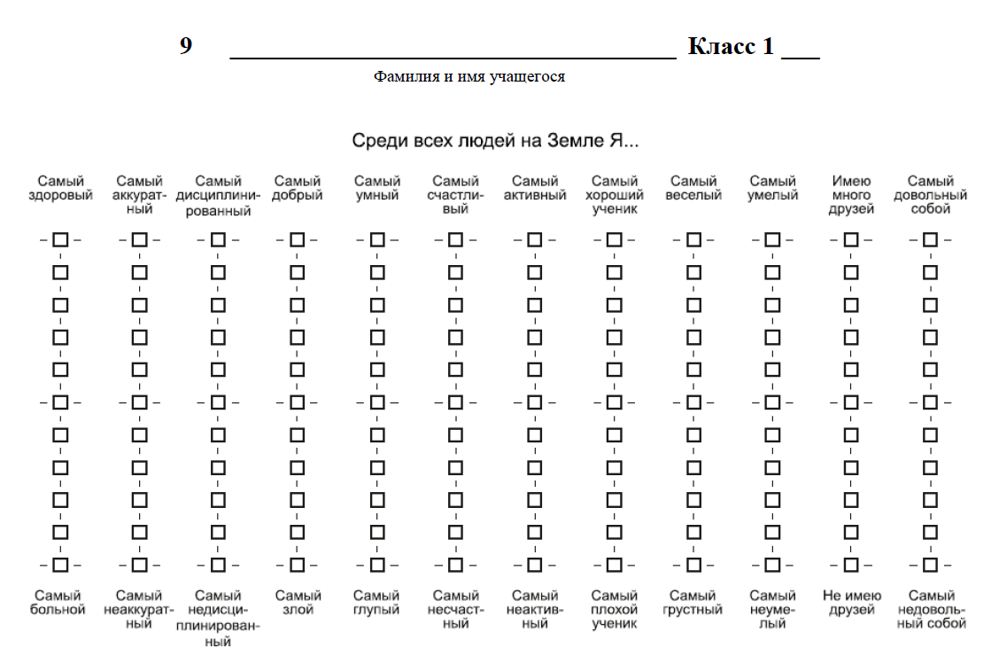 9 ____ Класс 1 ___
Фамилия и имя учащегося
Среди всех людей на Земле Я...
Самый
здоровый
Самый
аккурат-
ный
Самый
дисциплини-
рованный
Самый
добрый
Самый
умный
Самый
счастли-
вый
Самый
активный
Самый
хороший
ученик
Самый
веселый
Самый
умелый
Имею
много
друзей
Самый
довольный
собой
Самый
больной
Самый
неаккурат-
ный
Самый
недисци-
плинирован-
ный
Самый
злой
Самый
глупый
Самый
несчаст-
ный
Самый
неактив-
ный
Самый
плохой
ученик
Самый
грустный
Самый
неуме-
лый
Не имею
друзей
Самый
недоволь-
ный собой